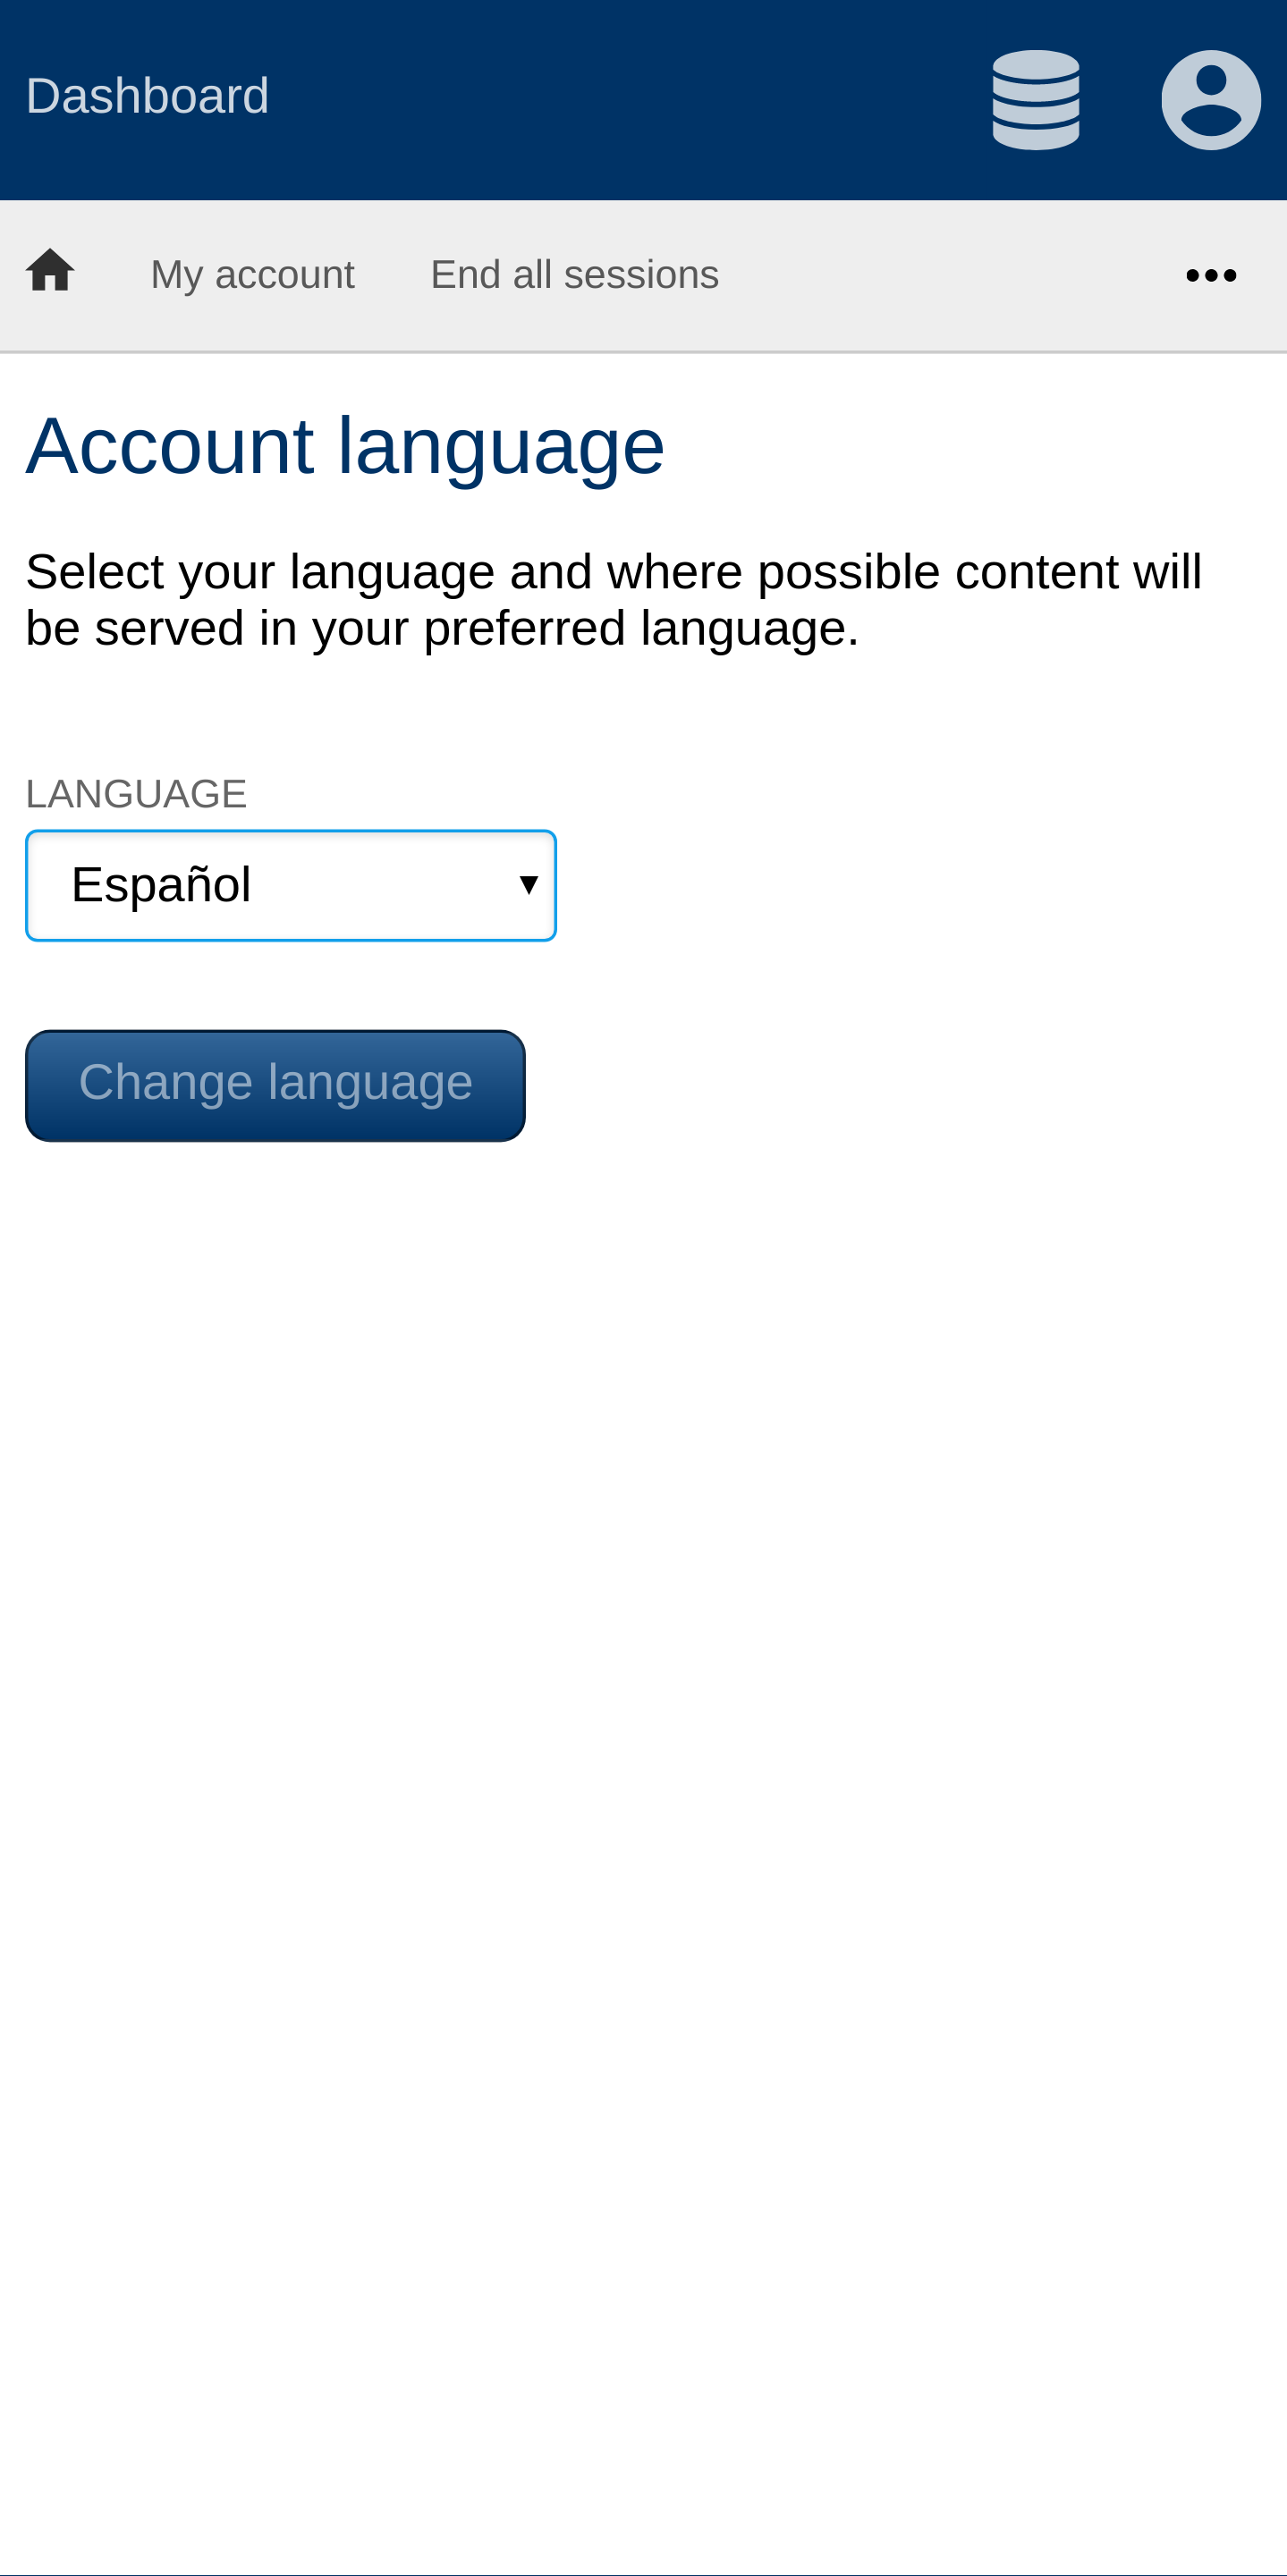 Dashboard
My account End all sessions
Account language
Select your language and where possible content will
be served in your preferred language.
LANGUAGE
Español
Change language